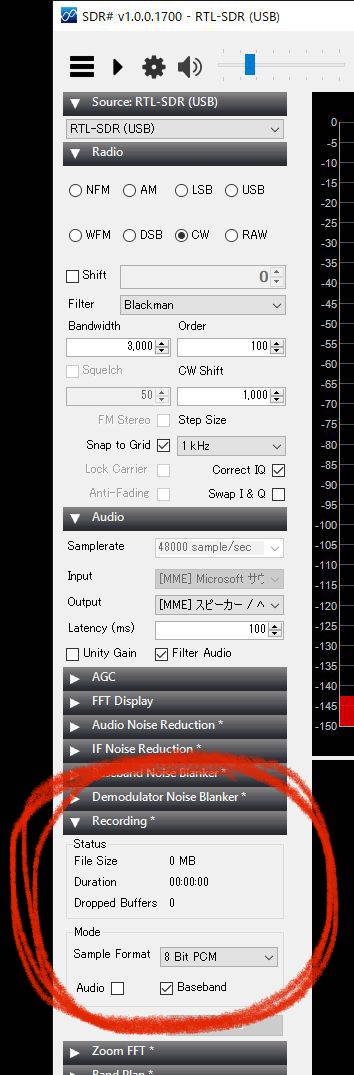 SDR# v1.0.0.1700 - RTL-SDR (USB)
Source: RTL-SDR (USB)
RTL-SDR (USB)
Radio
NFM AM LSB USB
WFM DSB CW RAW
Shift 0
Filter Blackman
Bandwidth Order
3,000 100
Squelch CW Shift
50 1,000
FM Stereo Step Size
Snap to Grid 1 kHz
Lock Carrier Correct IQ
Anti-Fading Swap I & Q
Audio
Samplerate 48000 sample/sec
Input [MME] Microsoft サウ
Output [MME] スピーカー / ヘ
Latency (ms) 100
Unity Gain Filter Audio
AGC
FFT Display
Audio Noise Reduction *
IF Noise Reduction *
Baseband Noise Blanker *
Demodulator Noise Blanker *
Recording *
Status
File Size 0 MB
Duration 00:00:00
Dropped Buffers 0
Mode
Sample Format 8 Bit PCM
Audio Baseband
Zoom FFT *
Band Plan *
0
-5
-10
-15
-20
-25
-30
-35
-40
-45
-50
-55
-60
-65
-70
-75
-80
-85
-90
-95
-100
-105
-110
-115
-120
-125
-130
-135
-140
-145
-150